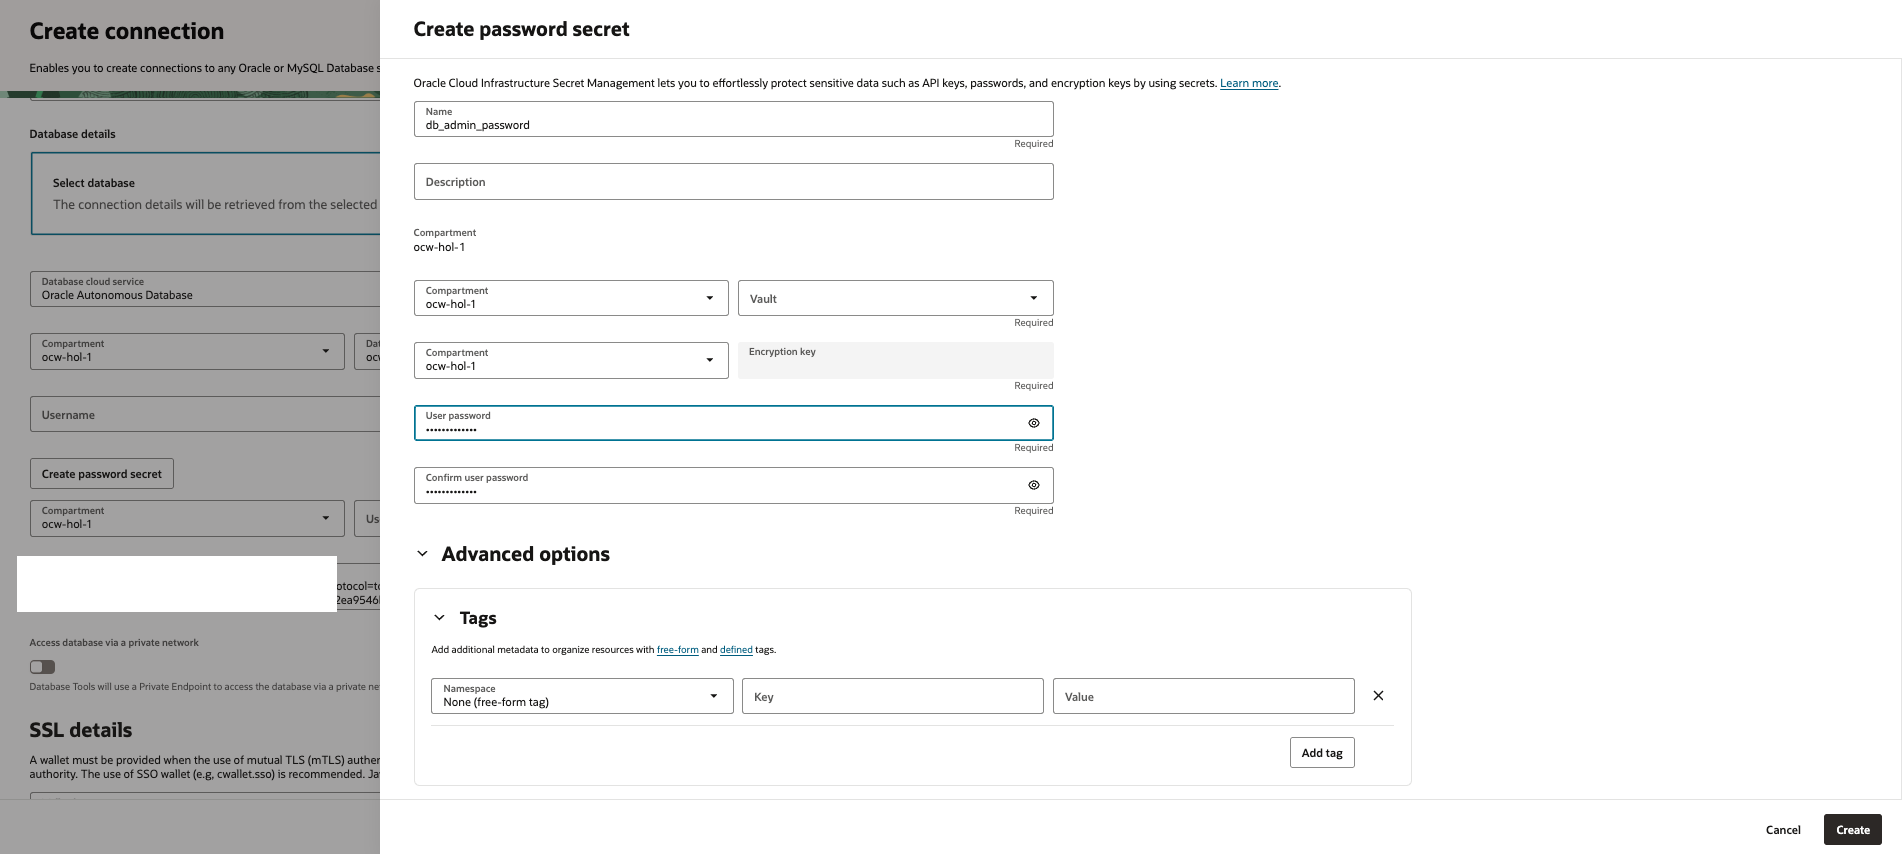 Create connection
Enables you to create connections to any Oracle or MySQL Database s
Database details
Select database
The connection details will be retrieved from the selected
Database cloud service
Oracle Autonomous Database
Compartment
ocw-hol-1
Dat
ocw
Username
Create password secret
Compartment
ocw-hol-1
Us
otocol=tc
2ea9546
Access database via a private network
Database Tools will use a Private Endpoint to access the database via a private ne
SSL details
A wallet must be provided when the use of mutual TLS (mTLS) auther
authority. The use of SSO wallet (e.g, cwallet.sso) is recommended. Ja
Create password secret
Oracle Cloud Infrastructure Secret Management lets you to effortlessly protect sensitive data such as API keys, passwords, and encryption keys by using secrets. Learn more.
Name
db_admin_password
Required
Description
Compartment
ocw-hol-1
Compartment
ocw-hol-1
Vault
Required
Compartment
ocw-hol-1
Encryption key
Required
User password
•••••••••••••
Required
Confirm user password
•••••••••••••
Required
Advanced options
Tags
Add additional metadata to organize resources with free-form and defined tags.
Namespace
None (free-form tag)
Key
Value
Add tag
Cancel
Create